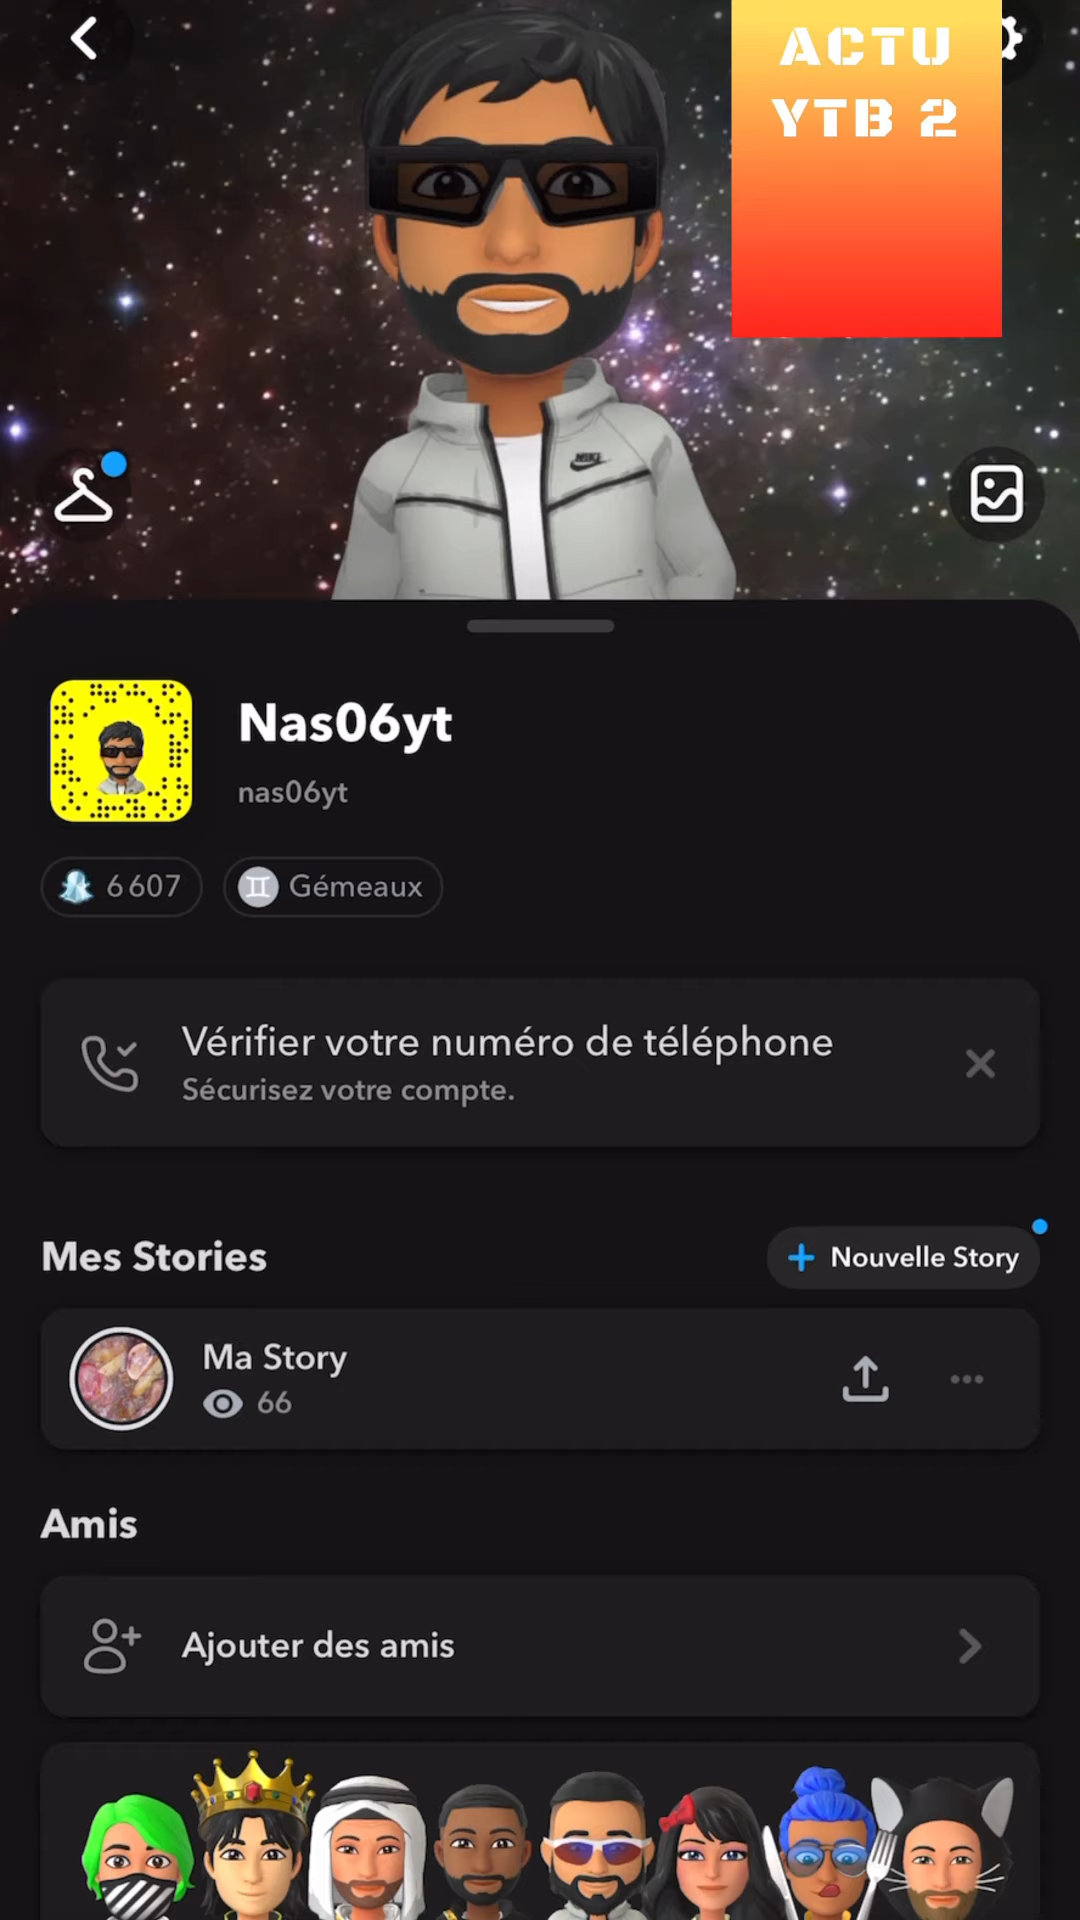 ACTU
YTB 2
NIKE
Nas06yt
nas06yt
6 607
Gémeaux
Vérifier votre numéro de téléphone
Sécurisez votre compte.
Mes Stories
Nouvelle Story
Ma Story
66
Amis
Ajouter des amis